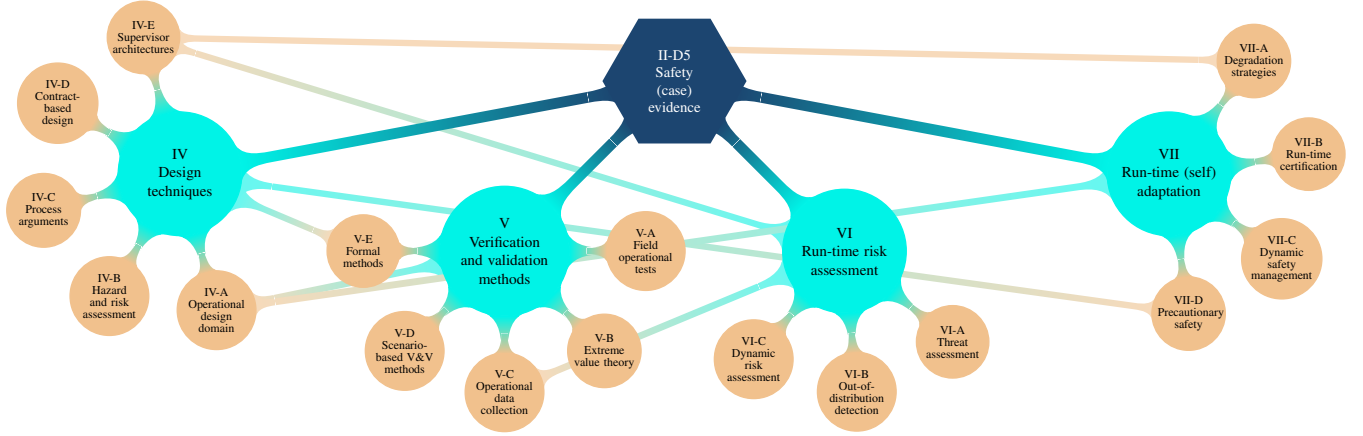 II-D5
Safety
(case)
evidence
IV
Design
techniques
IV-E
Supervisor
architectures
IV-D
Contract-
based
design
IV-C
Process
arguments
IV-B
Hazard
and risk
assessment
IV-A
Operational
design
domain
V
Verification
and validation
methods
V-E
Formal
methods
V-D
Scenario-
based V&V
methods
V-C
Operational
data
collection
V-B
Extreme
value theory
V-A
Field
operational
tests
VI
Run-time risk
assessment
VI-C
Dynamic
risk
assessment
VI-B
Out-of-
distribution
detection
VI-A
Threat
assessment
VII
Run-time (self)
adaptation
VII-A
Degradation
strategies
VII-B
Run-time
certification
VII-C
Dynamic
safety
management
VII-D
Precautionary
safety